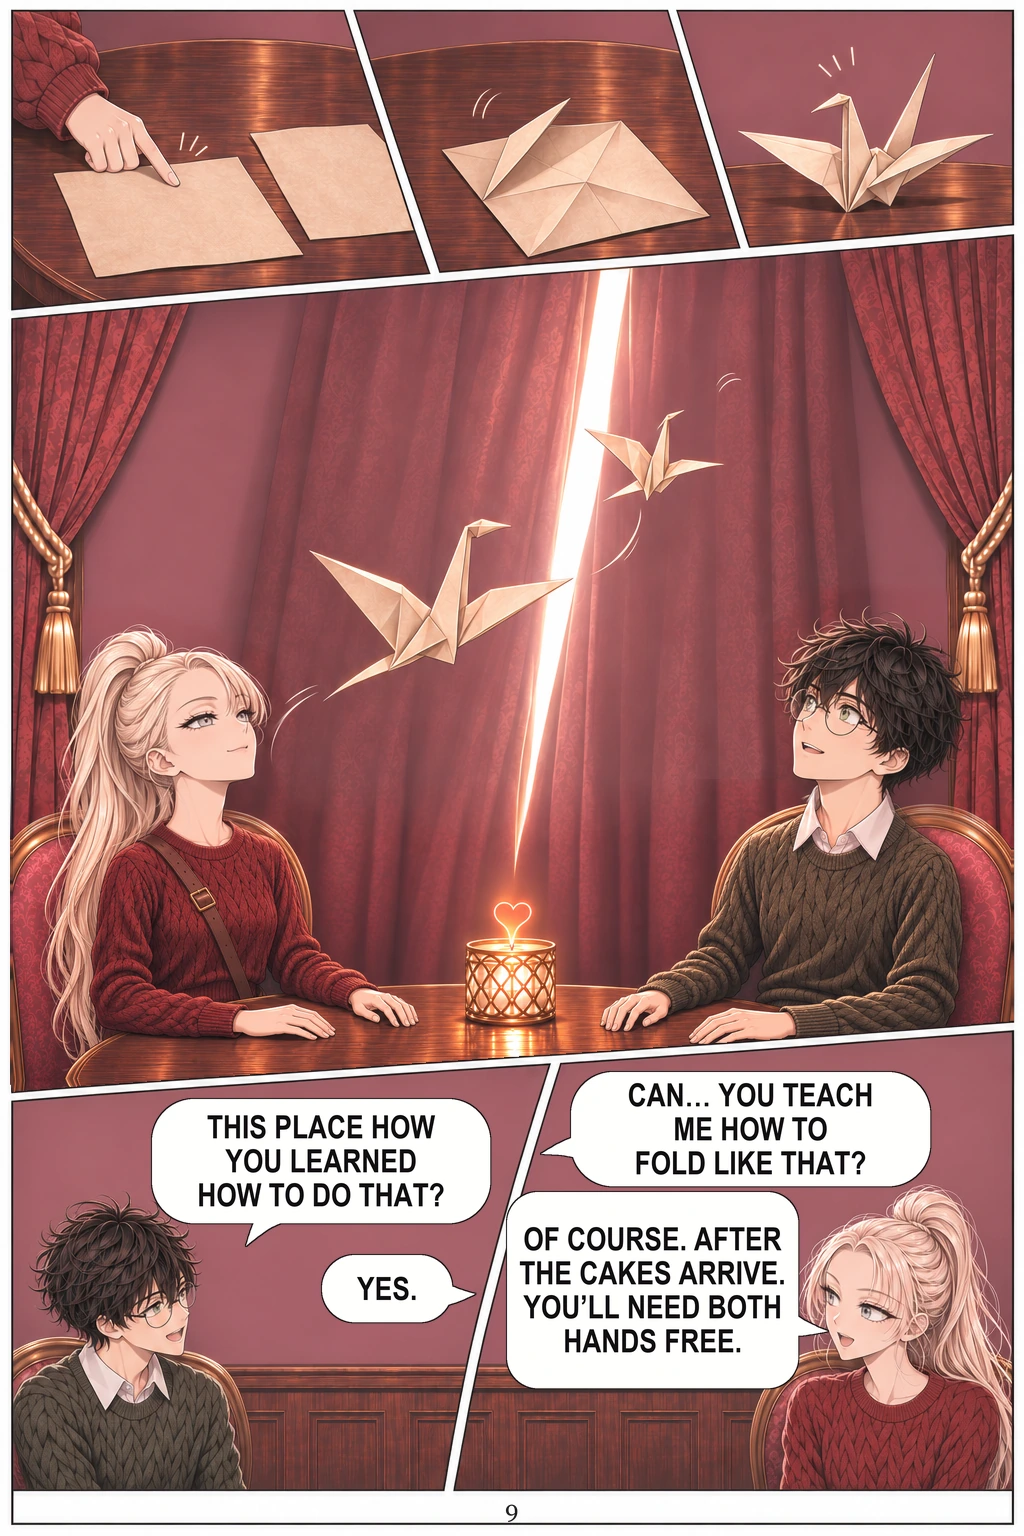 THIS PLACE HOW
YOU LEARNED
HOW TO DO THAT?
YES.
CAN... YOU TEACH
ME HOW TO
FOLD LIKE THAT?
OF COURSE. AFTER
THE CAKES ARRIVE.
YOU'LL NEED BOTH
HANDS FREE.
9